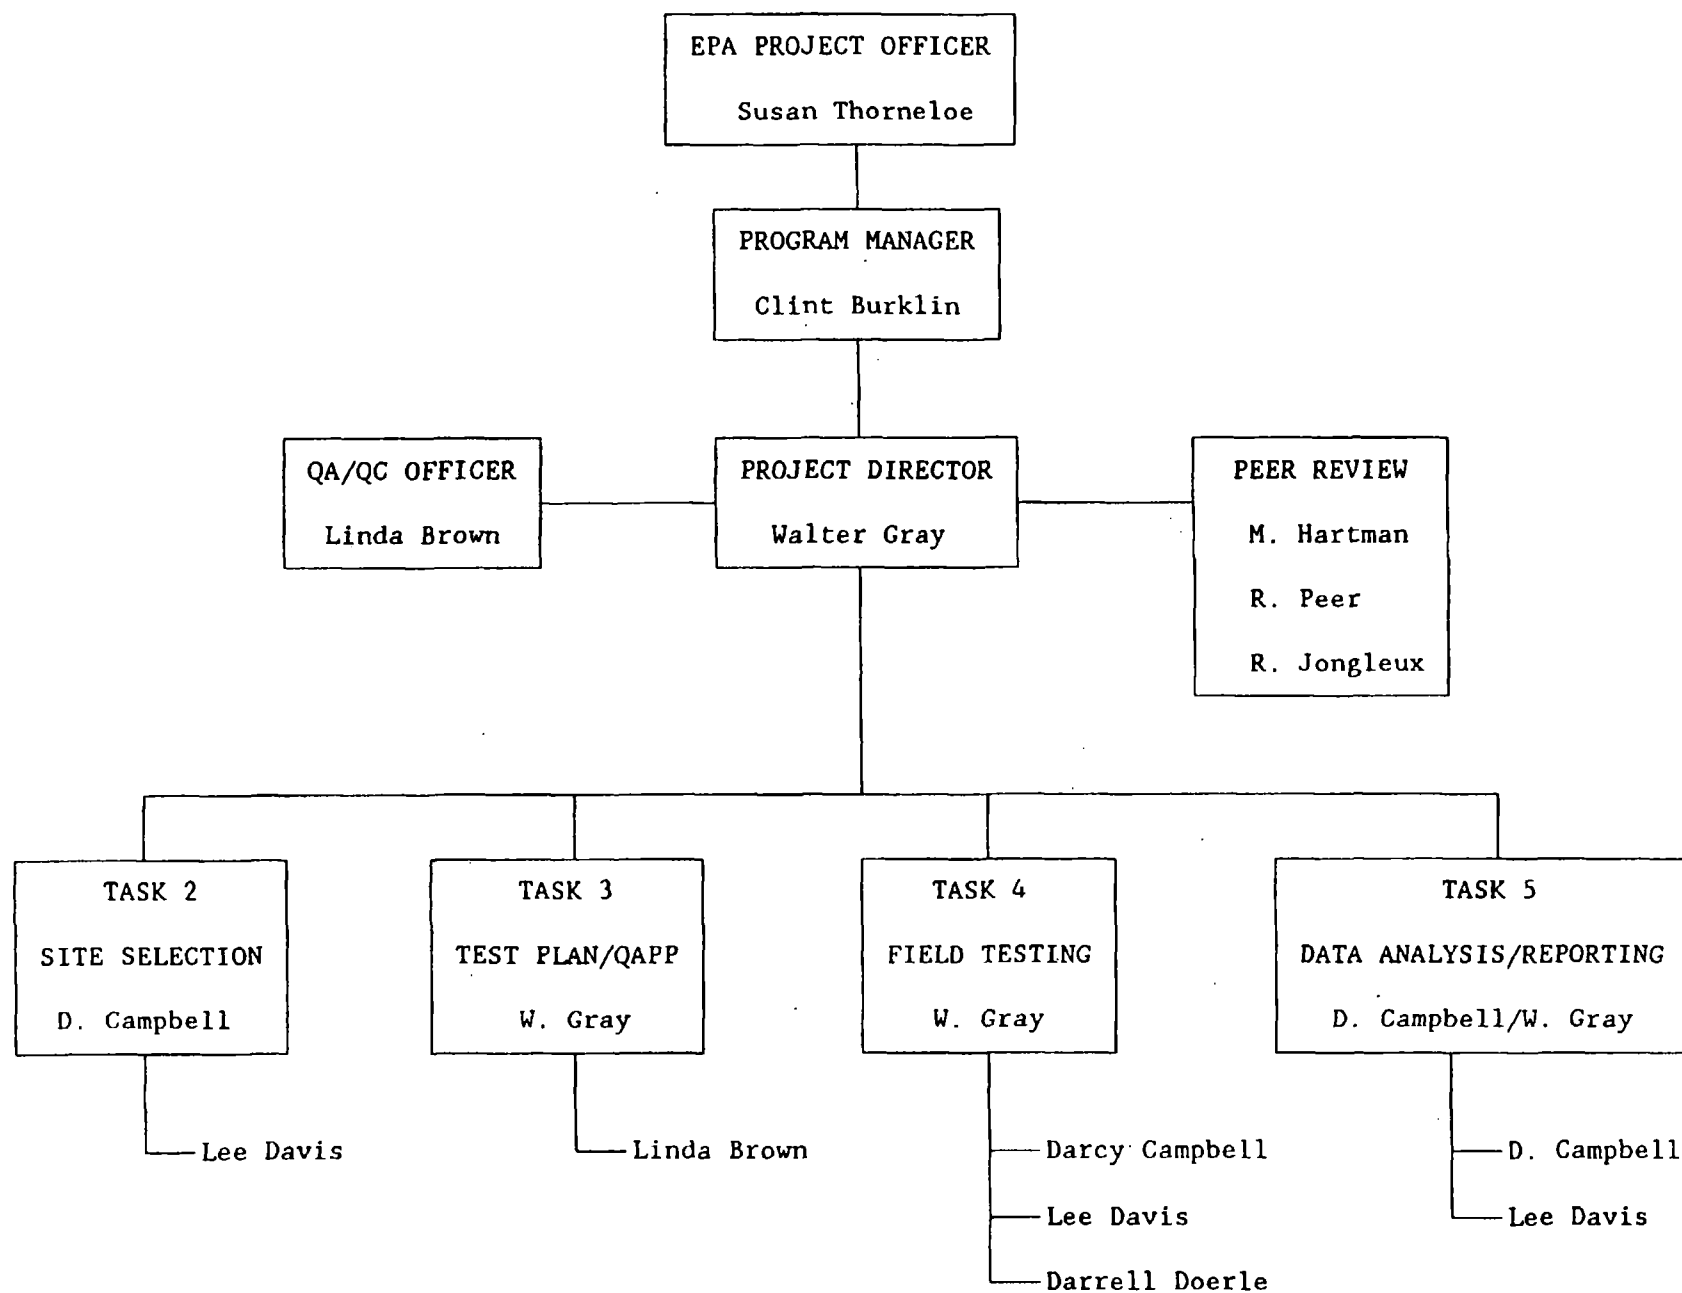 EPA PROJECT OFFICER
Susan Thorneloe
PROGRAM MANAGER
Clint Burklin
QA/QC OFFICER
Linda Brown
PROJECT DIRECTOR
Walter Gray
PEER REVIEW
M. Hartman
R. Peer
R. Jongleux
TASK 2
SITE SELECTION
D. Campbell
Lee Davis
TASK 3
TEST PLAN/QAPP
W. Gray
Linda Brown
TASK 4
FIELD TESTING
W. Gray
Darcy Campbell
Lee Davis
Darrell Doerle
TASK 5
DATA ANALYSIS/REPORTING
D. Campbell/W. Gray
D. Campbell
Lee Davis